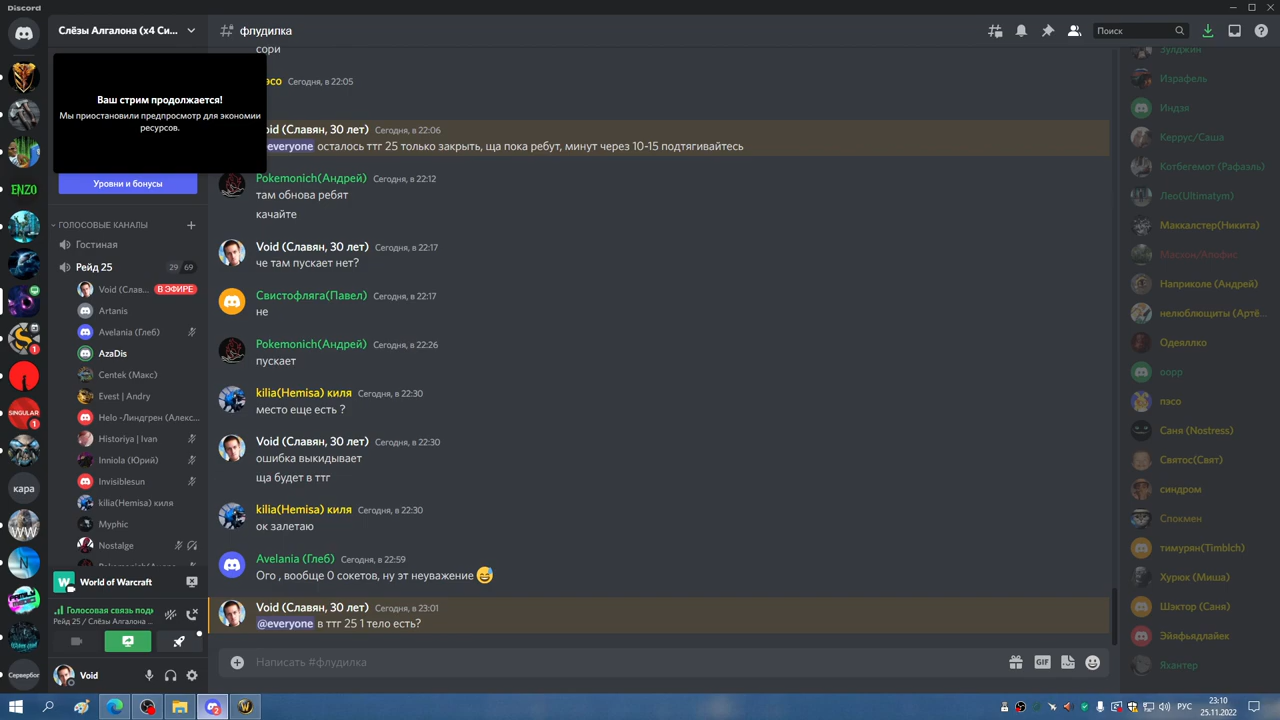 Discord
Слёзы Алгалона (x4 Си...
флудилка
Поиск
Ваш стрим продолжается!
Мы приостановили предпросмотр для экономии
ресурсов.
Уровни и бонусы
ENZO
SINGULAR
кара
WW
Сервербог
ГОЛОСОВЫЕ КАНАЛЫ
Гостиная
Рейд 25
29 69
Void (Слав...
В ЭФИРЕ
Artanis
Avelania (Глеб)
AzaDis
Centek (Макс)
Evest | Andry
Helo -Линдгрен (Алекс...
Historiya | Ivan
Inniola (Юрий)
Invisiblesun
kilia(Hemisa) киля
Myphic
Nostalge
World of Warcraft
Голосовая связь подк
Рейд 25 / Слёзы Алгалона ...
Void
сори
эсо Сегодня, в 22:05
oid (Славян, 30 лет) Сегодня, в 22:06
everyone осталось ттг 25 только закрыть, ща пока ребут, минут через 10-15 подтягивайтесь
Pokemonich(Андрей) Сегодня, в 22:12
там обнова ребят
качайте
Void (Славян, 30 лет) Сегодня, в 22:17
че там пускает нет?
Свистофляга(Павел) Сегодня, в 22:17
не
Pokemonich(Андрей) Сегодня, в 22:26
пускает
kilia(Hemisa) киля Сегодня, в 22:30
место еще есть ?
Void (Славян, 30 лет) Сегодня, в 22:30
ошибка выкидывает
ща будет в ттг
kilia(Hemisa) киля Сегодня, в 22:30
ок залетаю
Avelania (Глеб) Сегодня, в 22:59
Ого , вообще 0 сокетов, ну эт неуважение 😅
Void (Славян, 30 лет) Сегодня, в 23:01
@everyone в ттг 25 1 тело есть?
Написать #флудилка
GIF
Зулджин
Израфель
Индзя
Керрус/Саша
Котбегемот (Рафаэль)
Лео(Ultimatym)
Маккалстер(Никита)
Наприколе (Андрей)
нелюблющиты (Артё...
Одеяллко
оорр
пэсо
Саня (Nostress)
Святос(Свят)
синдром
Спокмен
тимурян(Timblch)
Хурюк (Миша)
Шэктор (Саня)
Эйяфьядлайек
Яхантер
РУС
23:10
25.11.2022